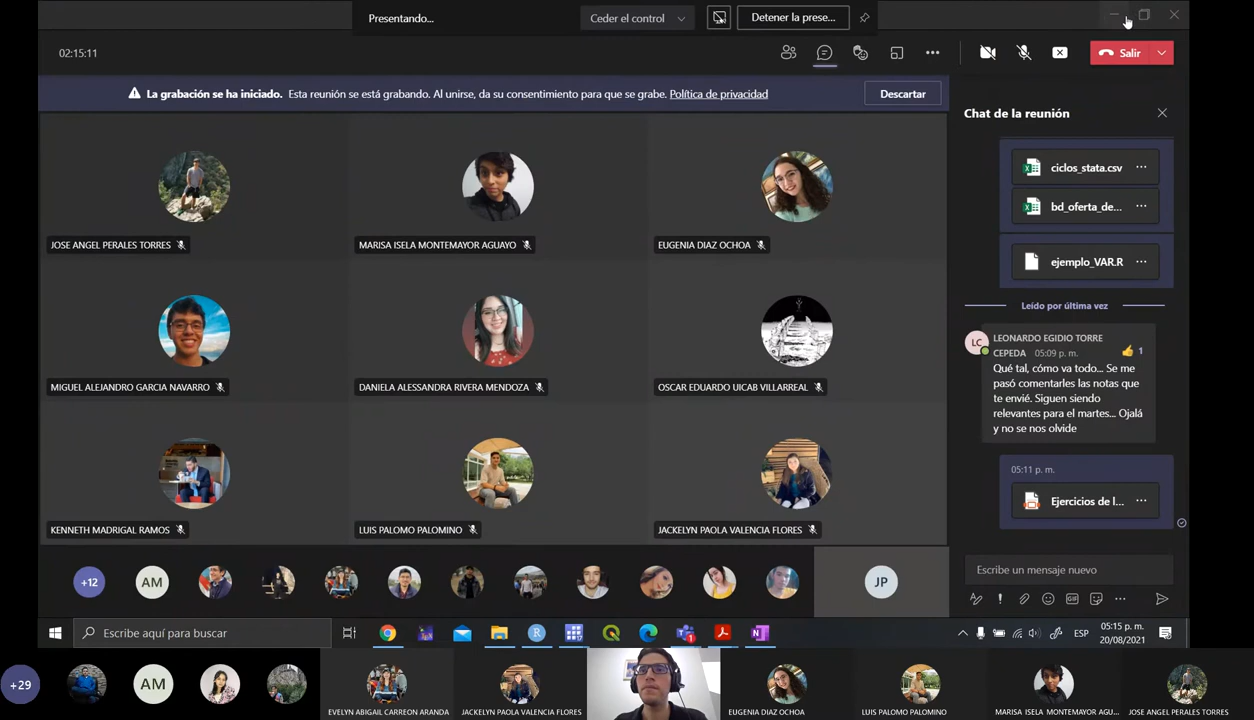 Presentando...
Ceder el control
Detener la prese...
02:15:11
Salir
La grabación se ha iniciado. Esta reunión se está grabando. Al unirse, da su consentimiento para que se grabe. Política de privacidad
Descartar
JOSE ANGEL PERALES TORRES
MARISA ISELA MONTEMAYOR AGUAYO
EUGENIA DIAZ OCHOA
MIGUEL ALEJANDRO GARCIA NAVARRO
DANIELA ALESSANDRA RIVERA MENDOZA
OSCAR EDUARDO UICAB VILLARREAL
KENNETH MADRIGAL RAMOS
LUIS PALOMO PALOMINO
JACKELYN PAOLA VALENCIA FLORES
+12
AM
JP
Chat de la reunión
ciclos_stata.csv
bd_oferta_de...
ejemplo_VAR.R
Leído por última vez
LC
LEONARDO EGIDIO TORRE
CEPEDA 05:09 p. m.
1
Qué tal, cómo va todo... Se me
pasó comentarles las notas que
te envié. Siguen siendo
relevantes para el martes... Ojalá
y no se nos olvide
05:11 p. m.
Ejercicios de l...
Escribe un mensaje nuevo
GIF
Escribe aquí para buscar
ESP
05:15 p. m.
20/08/2021
+29
AM
EVELYN ABIGAIL CARREON ARANDA
JACKELYN PAOLA VALENCIA FLORES
EUGENIA DIAZ OCHOA
LUIS PALOMO PALOMINO
MARISA ISELA MONTEMAYOR AGU...
JOSE ANGEL PERALES TORRES